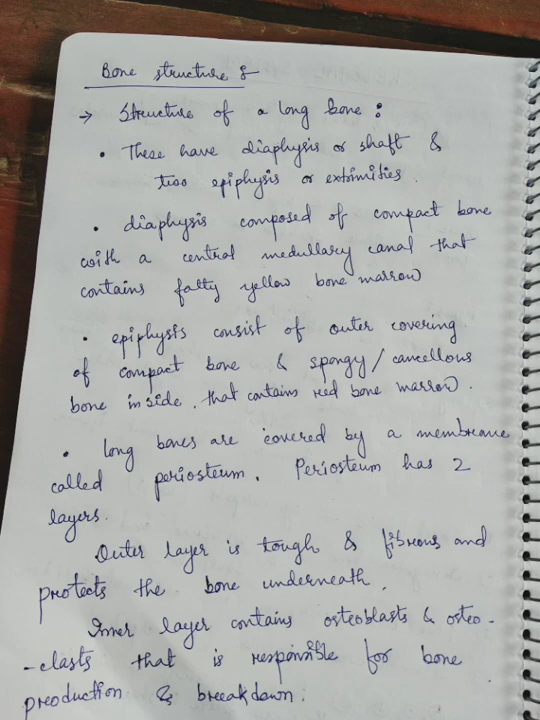 Bone structure :-
→ Structure of a long bone :
• These have diaphysis or shaft &
two epiphysis or extrimities.
• diaphysis composed of compact bone
with a central medullary canal that
contains fatty yellow bone marrow
• epiphysis consist of outer covering
of compact bone & spongy/cancellous
bone inside. that contains red bone marrow.
• Long bones are covered by a membrane
called periosteum. Periosteum has 2
layers.
Outer layer is tough & fibrous and
protects the bone underneath.
Inner layer contains osteoblasts & osteo-
-clasts that is responsible for bone
production & breakdown.